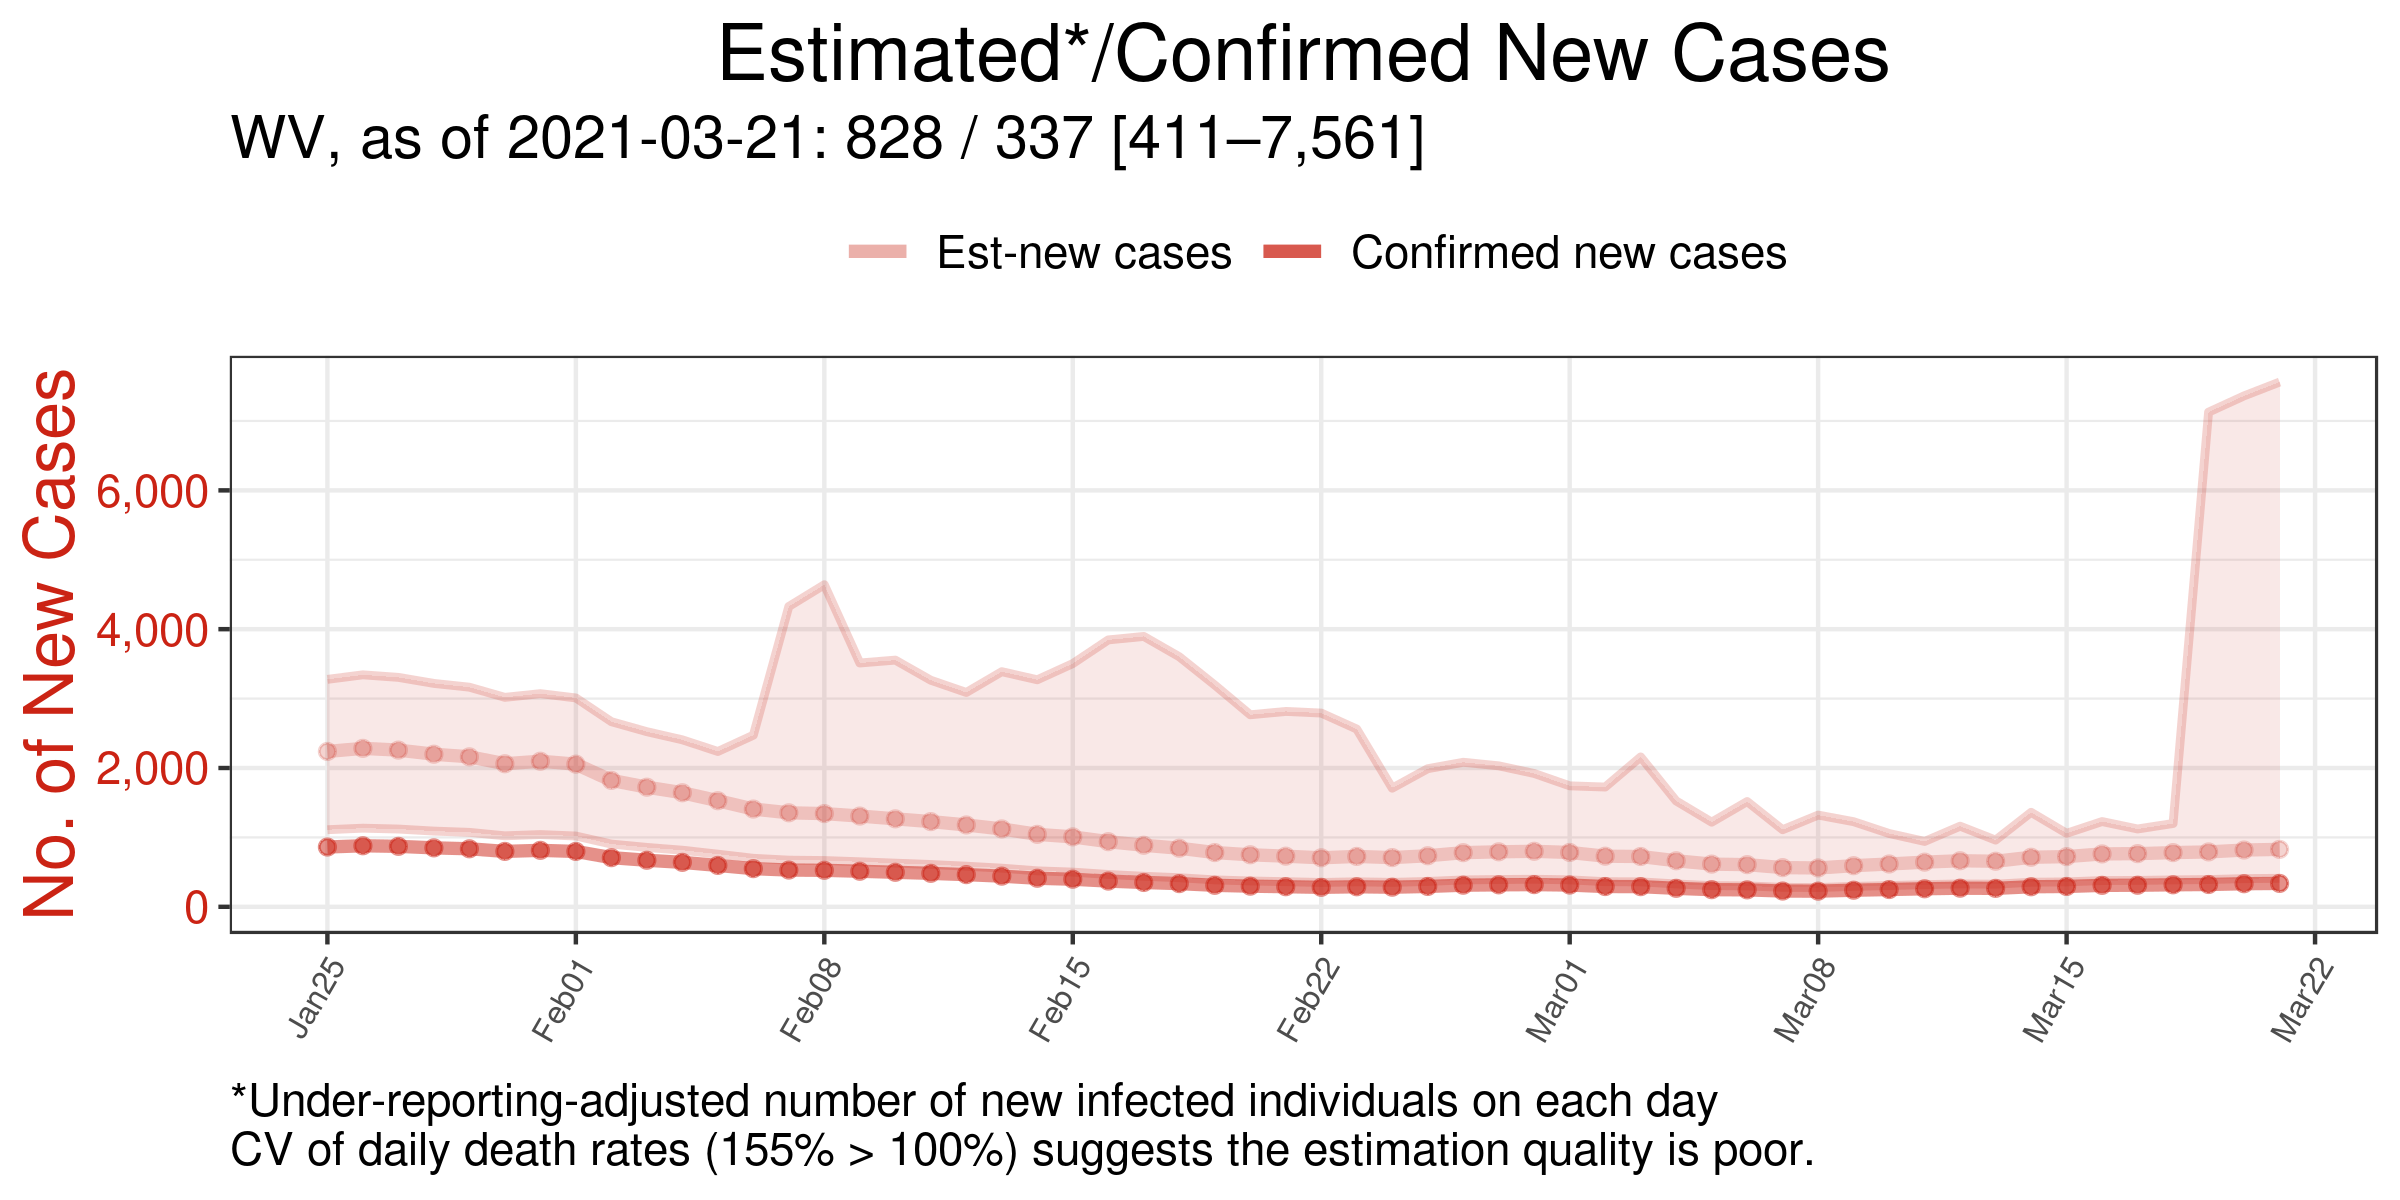 Estimated*/Confirmed New Cases
WV, as of 2021-03-21: 828 / 337 [411–7,561]
Est-new cases
Confirmed new cases
No. of New Cases
6,000
4,000
2,000
0
Jan25
Feb01
Feb08
Feb15
Feb22
Mar01
Mar08
Mar15
Mar22
*Under-reporting-adjusted number of new infected individuals on each day
CV of daily death rates (155% > 100%) suggests the estimation quality is poor.